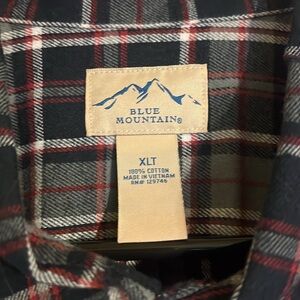 BLUE
MOUNTAIN®
XLT
100% COTTON
MADE IN VIETNAM
RN# 129746